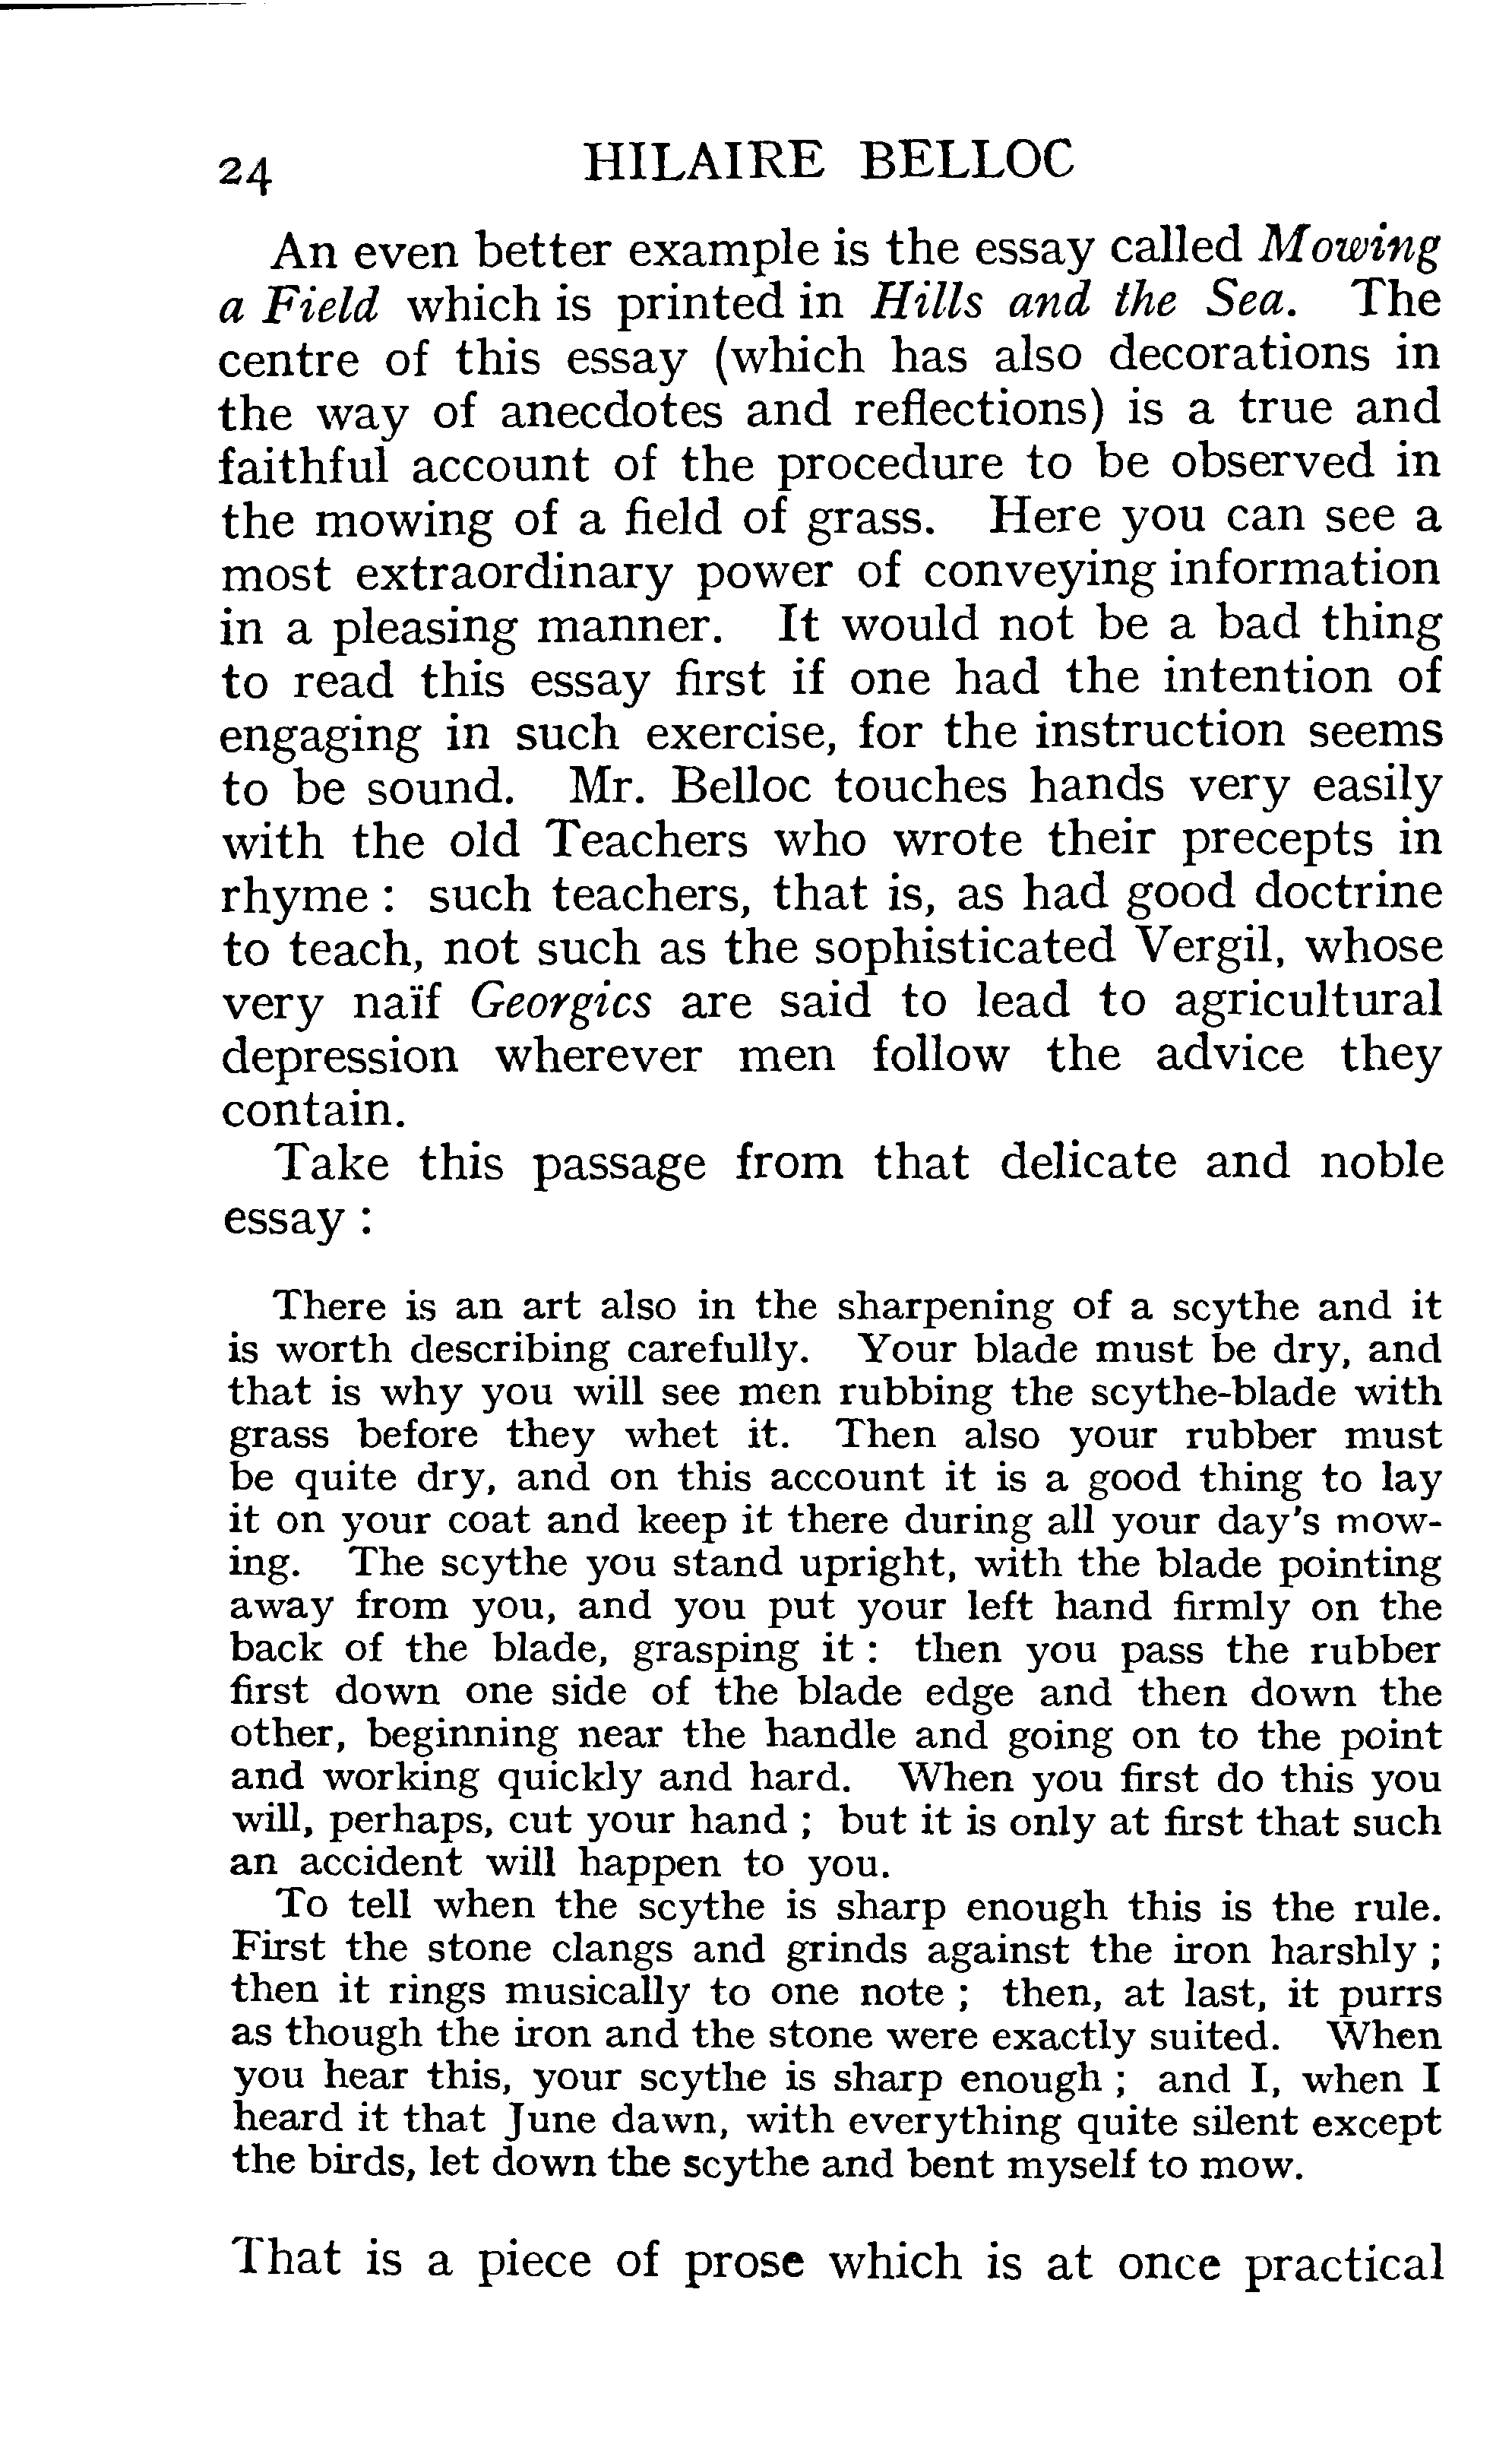 24 HILAIRE BELLOC
An even better example is the essay called Mowing
a Field which is printed in Hills and the Sea. The
centre of this essay (which has also decorations in
the way of anecdotes and reflections) is a true and
faithful account of the procedure to be observed in
the mowing of a field of grass. Here you can see a
most extraordinary power of conveying information
in a pleasing manner. It would not be a bad thing
to read this essay first if one had the intention of
engaging in such exercise, for the instruction seems
to be sound. Mr. Belloc touches hands very easily
with the old Teachers who wrote their precepts in
rhyme : such teachers, that is, as had good doctrine
to teach, not such as the sophisticated Vergil, whose
very naïf Georgics are said to lead to agricultural
depression wherever men follow the advice they
contain.
Take this passage from that delicate and noble
essay :
There is an art also in the sharpening of a scythe and it
is worth describing carefully. Your blade must be dry, and
that is why you will see men rubbing the scythe-blade with
grass before they whet it. Then also your rubber must
be quite dry, and on this account it is a good thing to lay
it on your coat and keep it there during all your day's mow-
ing. The scythe you stand upright, with the blade pointing
away from you, and you put your left hand firmly on the
back of the blade, grasping it : then you pass the rubber
first down one side of the blade edge and then down the
other, beginning near the handle and going on to the point
and working quickly and hard. When you first do this you
will, perhaps, cut your hand ; but it is only at first that such
an accident will happen to you.
To tell when the scythe is sharp enough this is the rule.
First the stone clangs and grinds against the iron harshly ;
then it rings musically to one note ; then, at last, it purrs
as though the iron and the stone were exactly suited. When
you hear this, your scythe is sharp enough ; and I, when I
heard it that June dawn, with everything quite silent except
the birds, let down the scythe and bent myself to mow.
That is a piece of prose which is at once practical